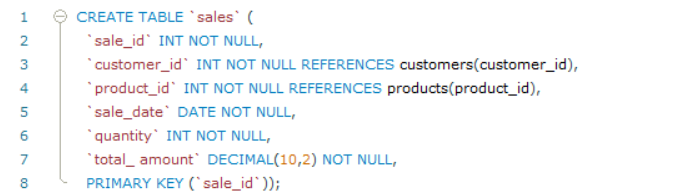 1 CREATE TABLE `sales` (
2 `sale_id` INT NOT NULL,
3 `customer_id` INT NOT NULL REFERENCES customers(customer_id),
4 `product_id` INT NOT NULL REFERENCES products(product_id),
5 `sale_date` DATE NOT NULL,
6 `quantity` INT NOT NULL,
7 `total_ amount` DECIMAL(10,2) NOT NULL,
8 PRIMARY KEY (`sale_id`));